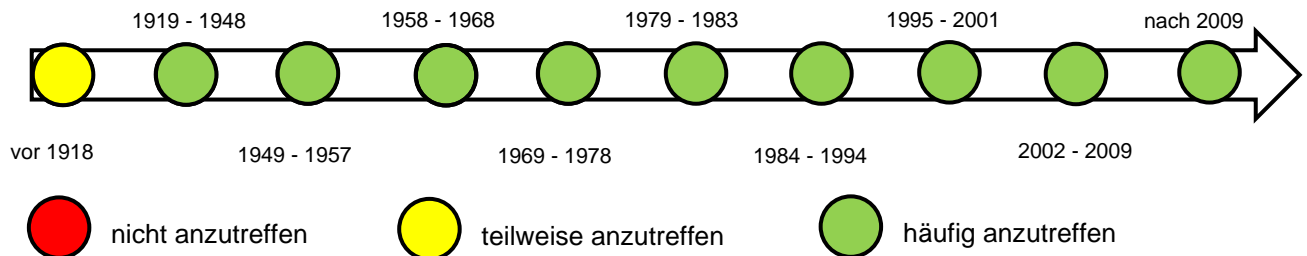 1919 - 1948 1958 - 1968 1979 - 1983 1995 - 2001 nach 2009
vor 1918 1949 - 1957 1969 - 1978 1984 - 1994 2002 - 2009
nicht anzutreffen teilweise anzutreffen häufig anzutreffen